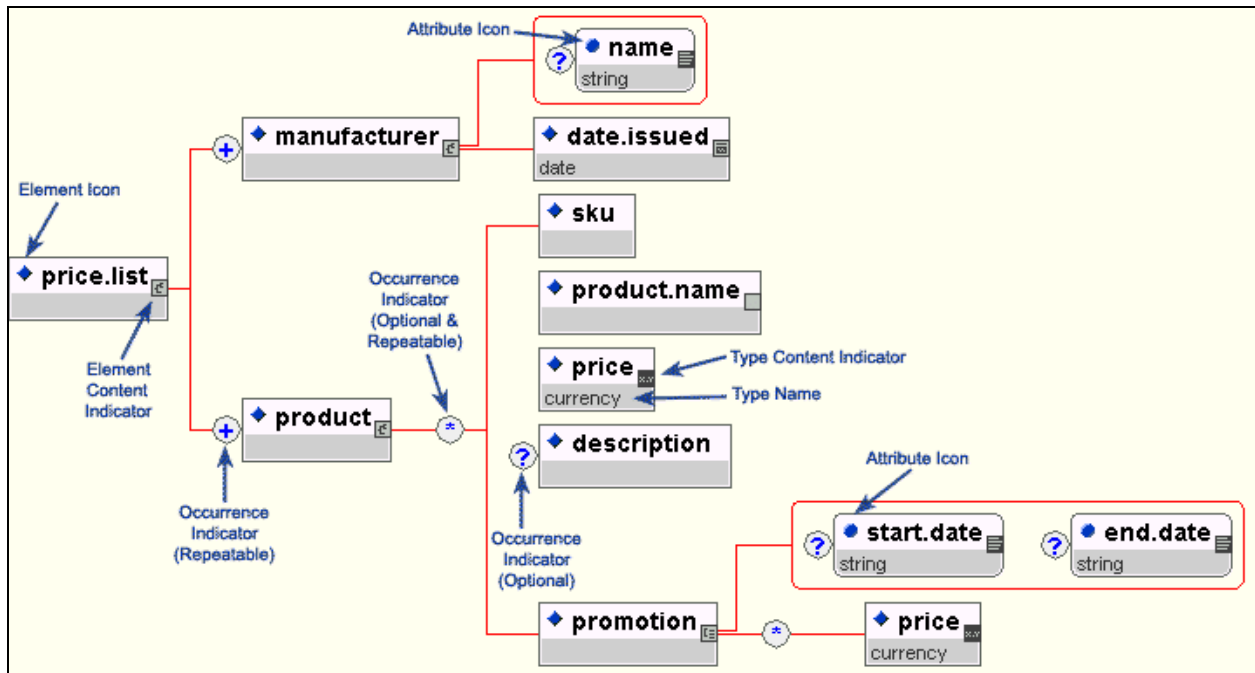 Attribute Icon
name
?
string
manufacturer
+
date.issued
date
Element Icon
sku
price.list
Occurrence
Indicator
(Optional &
Repeatable)
product.name
Element
Content
Indicator
price
x.y
currency
Type Content Indicator
Type Name
product
+
*
description
?
Occurrence
Indicator
(Repeatable)
Occurrence
Indicator
(Optional)
Attribute Icon
start.date
?
string
end.date
?
string
promotion
*
price
x.y
currency